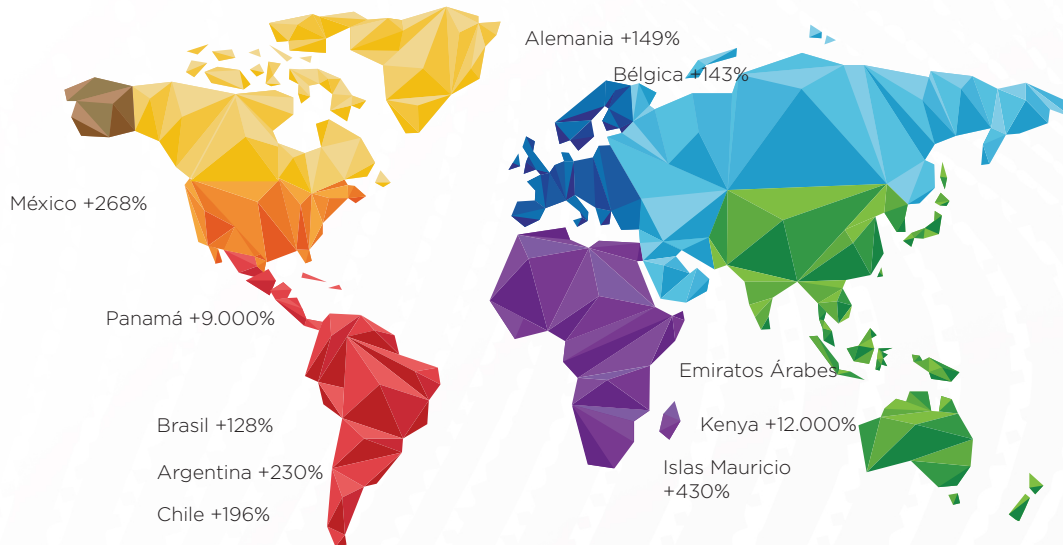 Alemania +149%
Bélgica +143%
México +268%
Panamá +9.000%
Emiratos Árabes
Brasil +128%
Kenya +12.000%
Argentina +230%
Islas Mauricio
+430%
Chile +196%